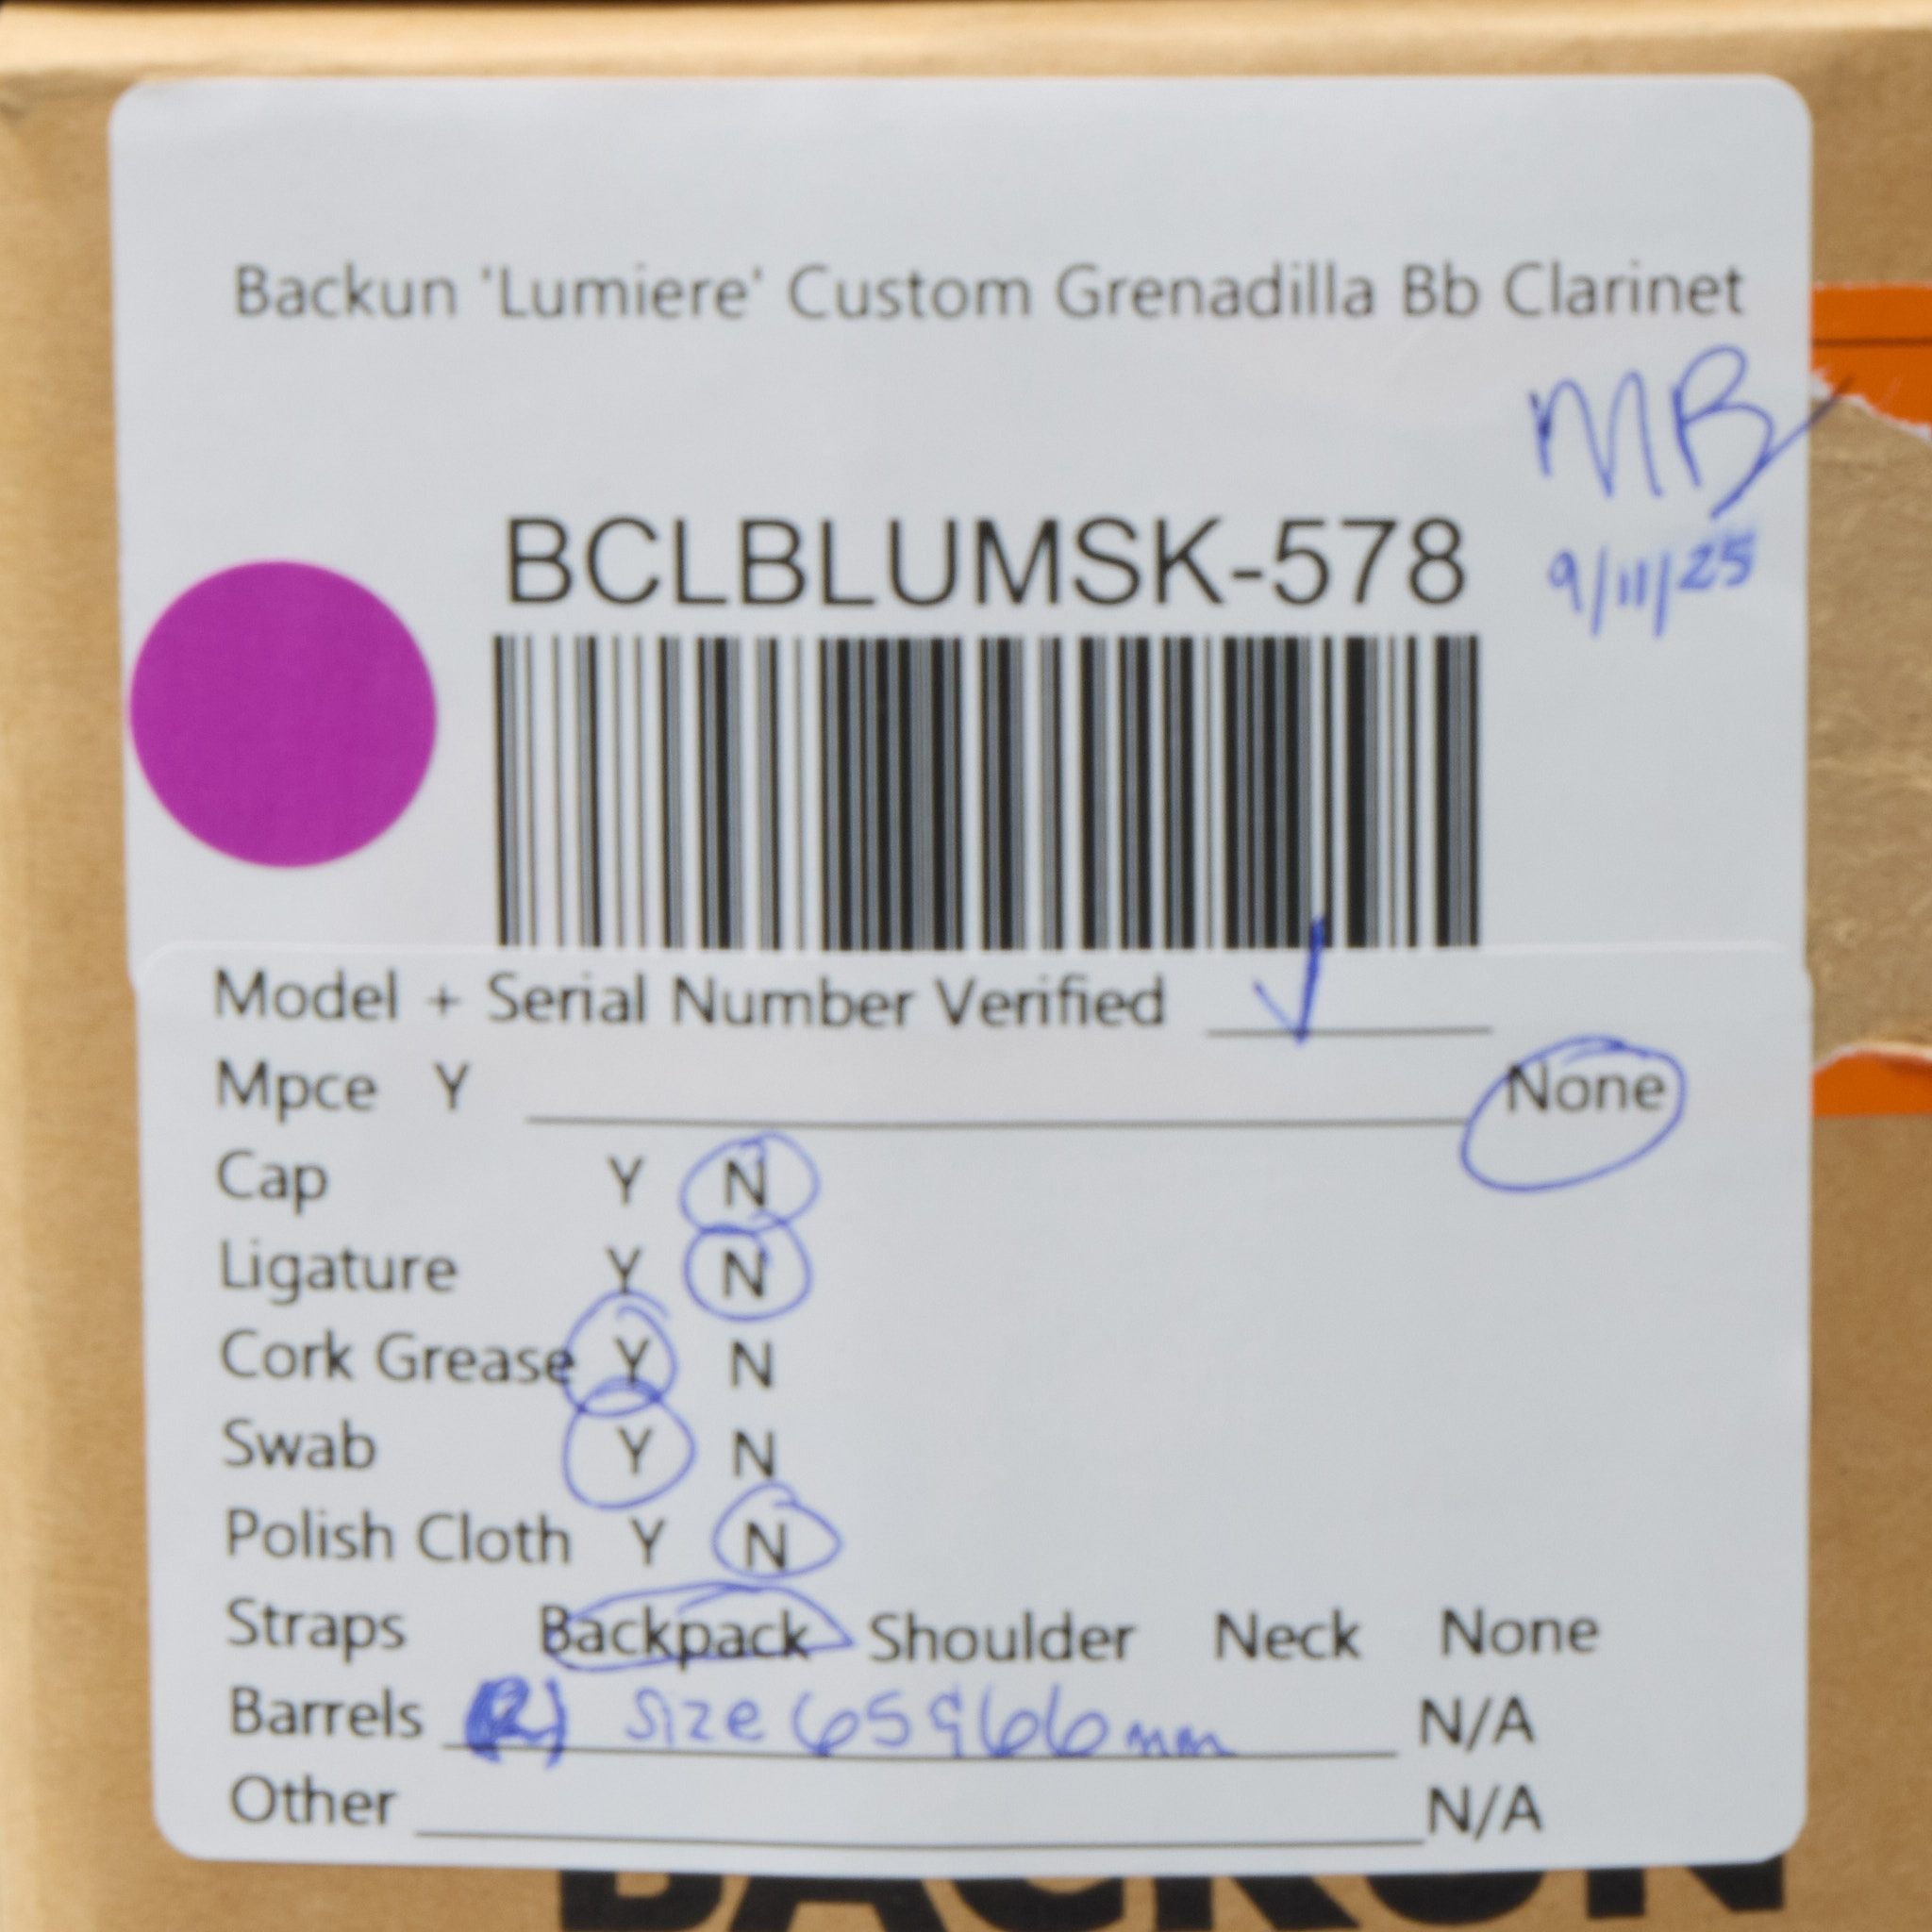 Backun 'Lumiere' Custom Grenadilla Bb Clarinet
MB
BCLBLUMSK-578
9/11/25
Model + Serial Number Verified
Mpce Y None
Cap Y N
Ligature Y N
Cork Grease Y N
Swab Y N
Polish Cloth Y N
Straps Backpack Shoulder Neck None
Barrels (2) Size 65 & 66mm N/A
Other N/A
BACKUN